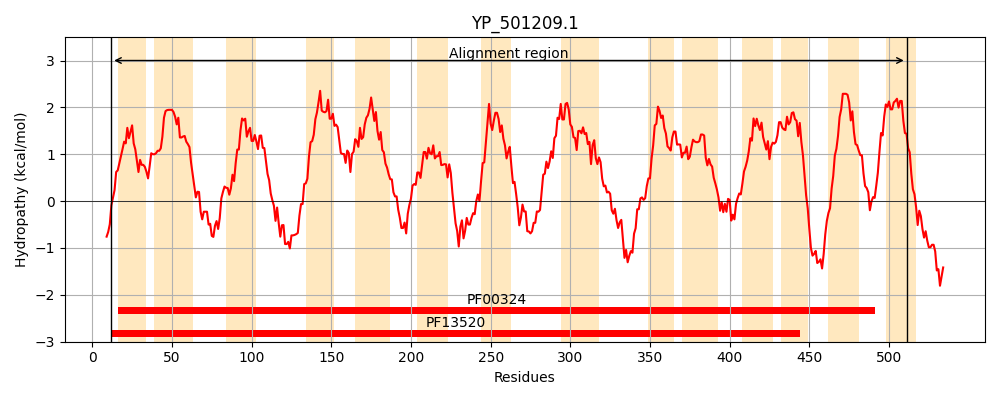 YP_501209.1
Alignment region
Hydropathy (kcal/mol)
3
2
1
0
−1
−2
−3
PF00324
PF13520
0 50 100 150 200 250 300 350 400 450 500
Residues